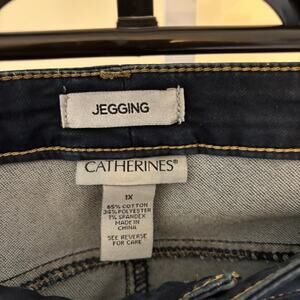 JEGGING
CATHERINES®
1X
65% COTTON
34% POLYESTER
1% SPANDEX
MADE IN
CHINA
SEE REVERSE
FOR CARE